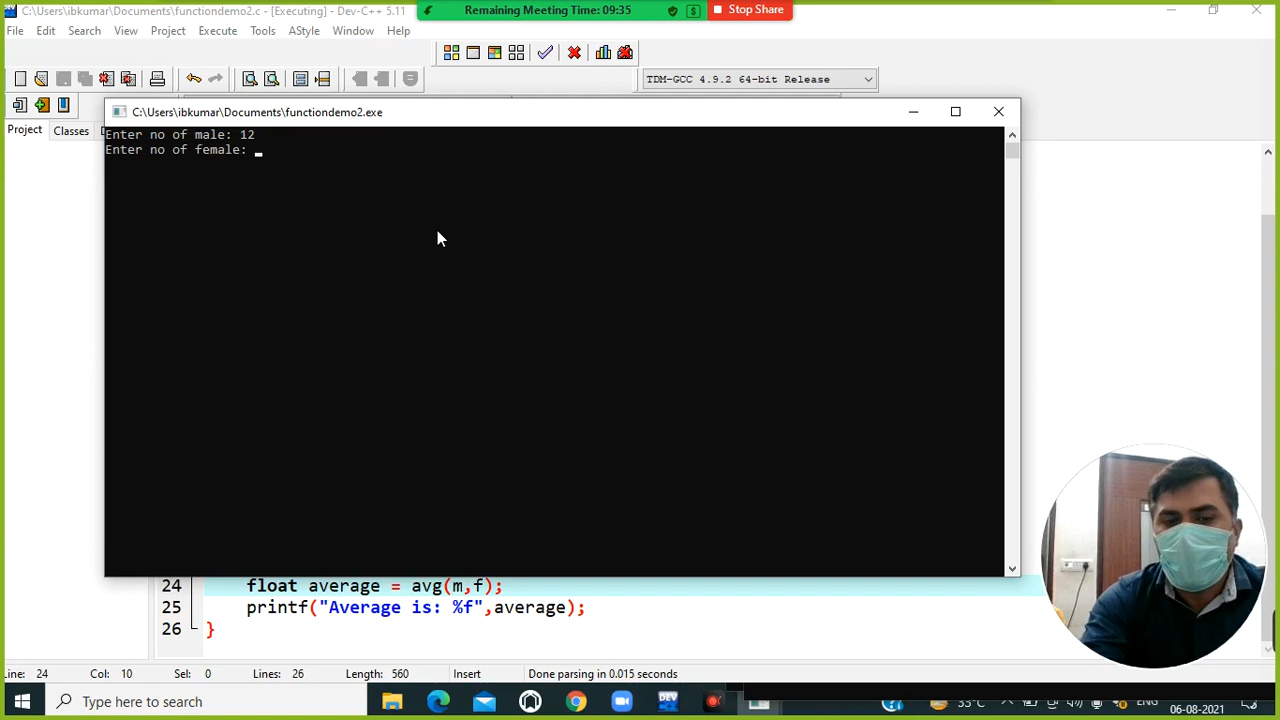 C:\Users\ibkumar\Documents\functiondemo2.c - [Executing] - Dev-C++ 5.11
Remaining Meeting Time: 09:35
Stop Share
File Edit Search View Project Execute Tools AStyle Window Help
TDM-GCC 4.9.2 64-bit Release
Project Classes
C:\Users\ibkumar\Documents\functiondemo2.exe
Enter no of male: 12
Enter no of female: _
24 float average = avg(m,f);
25 printf("Average is: %f",average);
26 }
Line: 24 Col: 10 Sel: 0 Lines: 26 Length: 560 Insert Done parsing in 0.015 seconds
Type here to search
DEV
33°C
ENG
06-08-2021